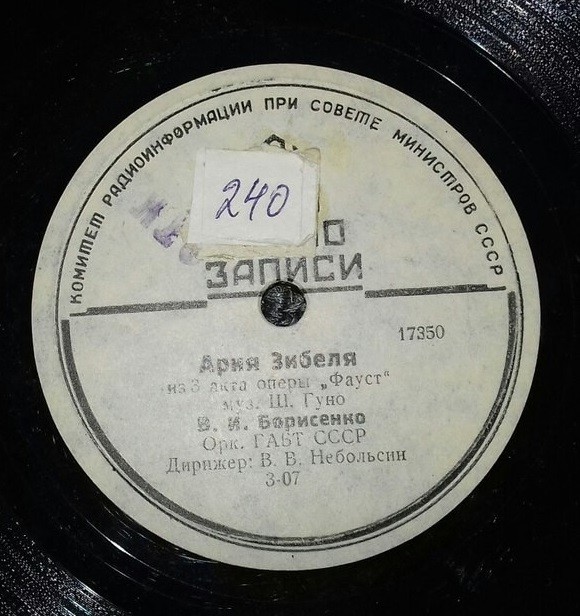 КОМИТЕТ РАДИОИНФОРМАЦИИ ПРИ СОВЕТЕ МИНИСТРОВ СССР
240
ЗАПИСИ
17350
Ария Зибеля
из 3 акта оперы „Фауст“
муз. Ш. Гуно
В. И. Борисенко
Орк. ГАБТ СССР
Дирижер: В. В. Небольсин
3-07